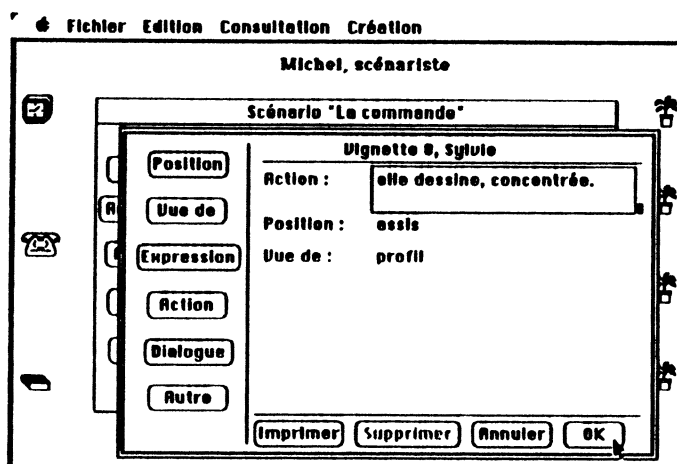 Fichier Edition Consultation Création
Michel, scénariste
Scénario "La commande"
Vignette 8, Sylvie
Position
Vue de
Expression
Action
Dialogue
Autre
Action : elle dessine, concentrée.
Position : assis
Vue de : profil
Imprimer Supprimer Annuler OK